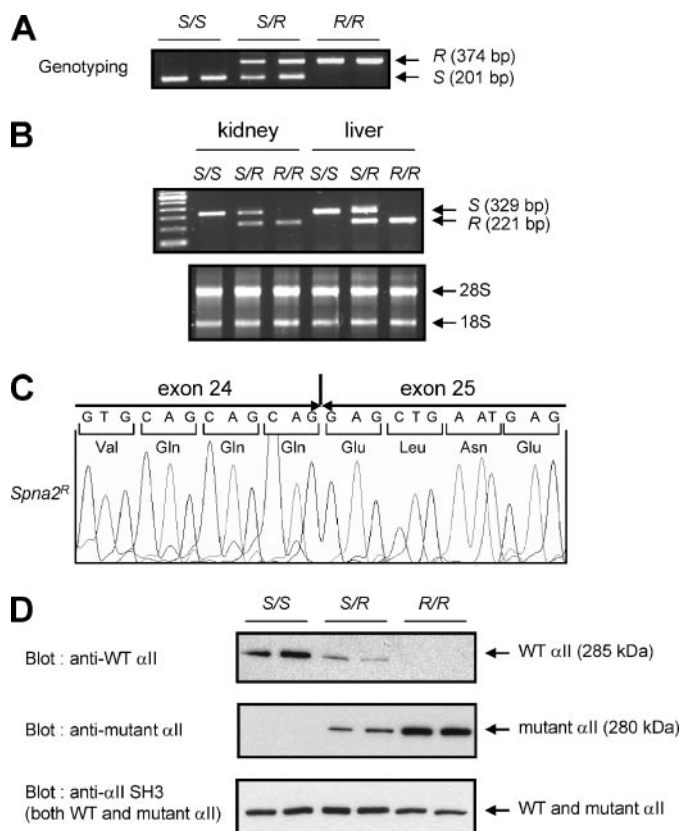 A
S/S S/R R/R
Genotyping
R (374 bp)
S (201 bp)
B
kidney liver
S/S S/R R/R S/S S/R R/R
S (329 bp)
R (221 bp)
28S
18S
C
exon 24 exon 25
G T G C A G C A G C A G G A G C T G A A T G A G
Val Gln Gln Gln Glu Leu Asn Glu
Spna2R
D
S/S S/R R/R
Blot : anti-WT αII
WT αII (285 kDa)
Blot : anti-mutant αII
mutant αII (280 kDa)
Blot : anti-αII SH3
(both WT and mutant αII)
WT and mutant αII